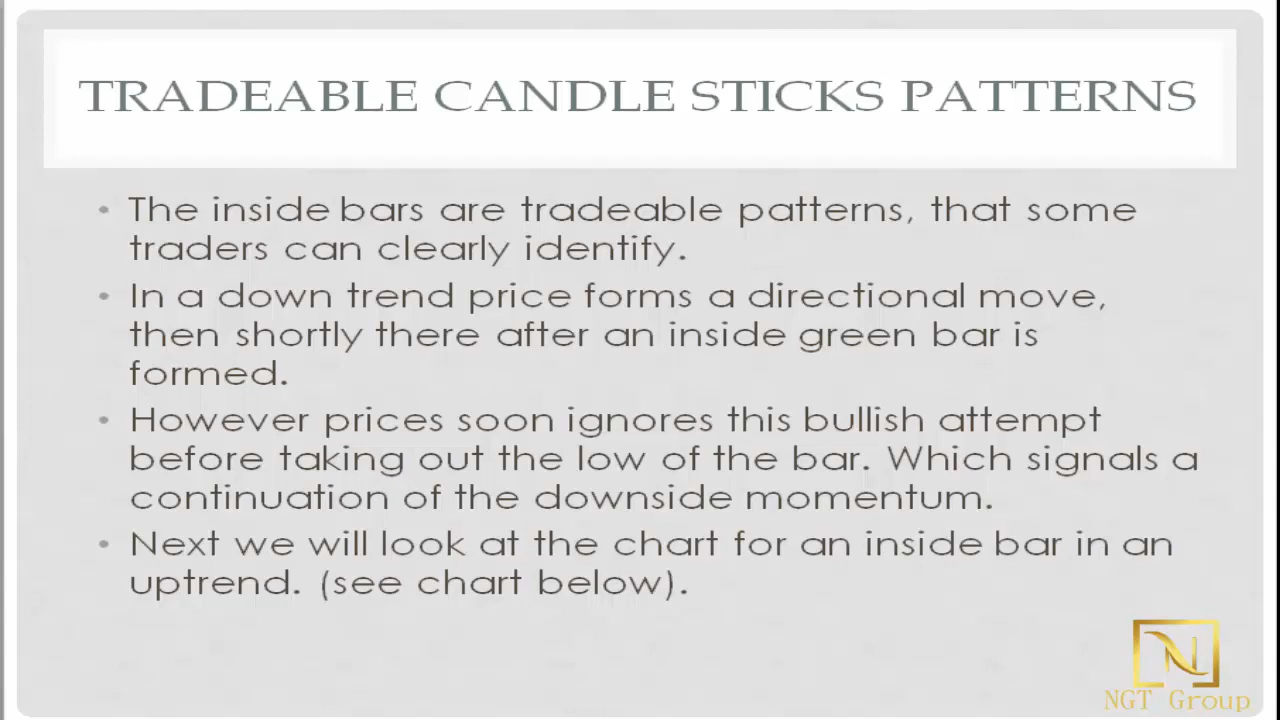 TRADEABLE CANDLE STICKS PATTERNS
• The inside bars are tradeable patterns, that some
traders can clearly identify.
• In a down trend price forms a directional move,
then shortly there after an inside green bar is
formed.
• However prices soon ignores this bullish attempt
before taking out the low of the bar. Which signals a
continuation of the downside momentum.
• Next we will look at the chart for an inside bar in an
uptrend. (see chart below).
N
NGT Group